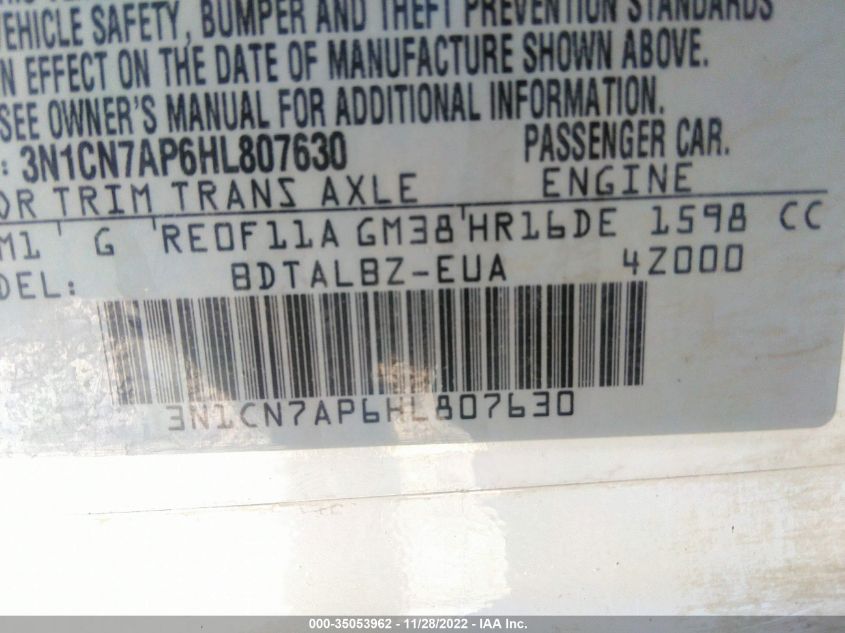 VEHICLE SAFETY, BUMPER AND THEFT PREVENTION STANDARDS
IN EFFECT ON THE DATE OF MANUFACTURE SHOWN ABOVE.
SEE OWNER'S MANUAL FOR ADDITIONAL INFORMATION.
: 3N1CN7AP6HL807630 PASSENGER CAR.
OR TRIM TRANS AXLE ENGINE
M1 ' G RE0F11A GM38 ' HR16DE 1598 CC
DEL: BDTALBZ-EUA 4Z000
3N1CN7AP6HL807630
000-35053962 - 11/28/2022 - IAA Inc.